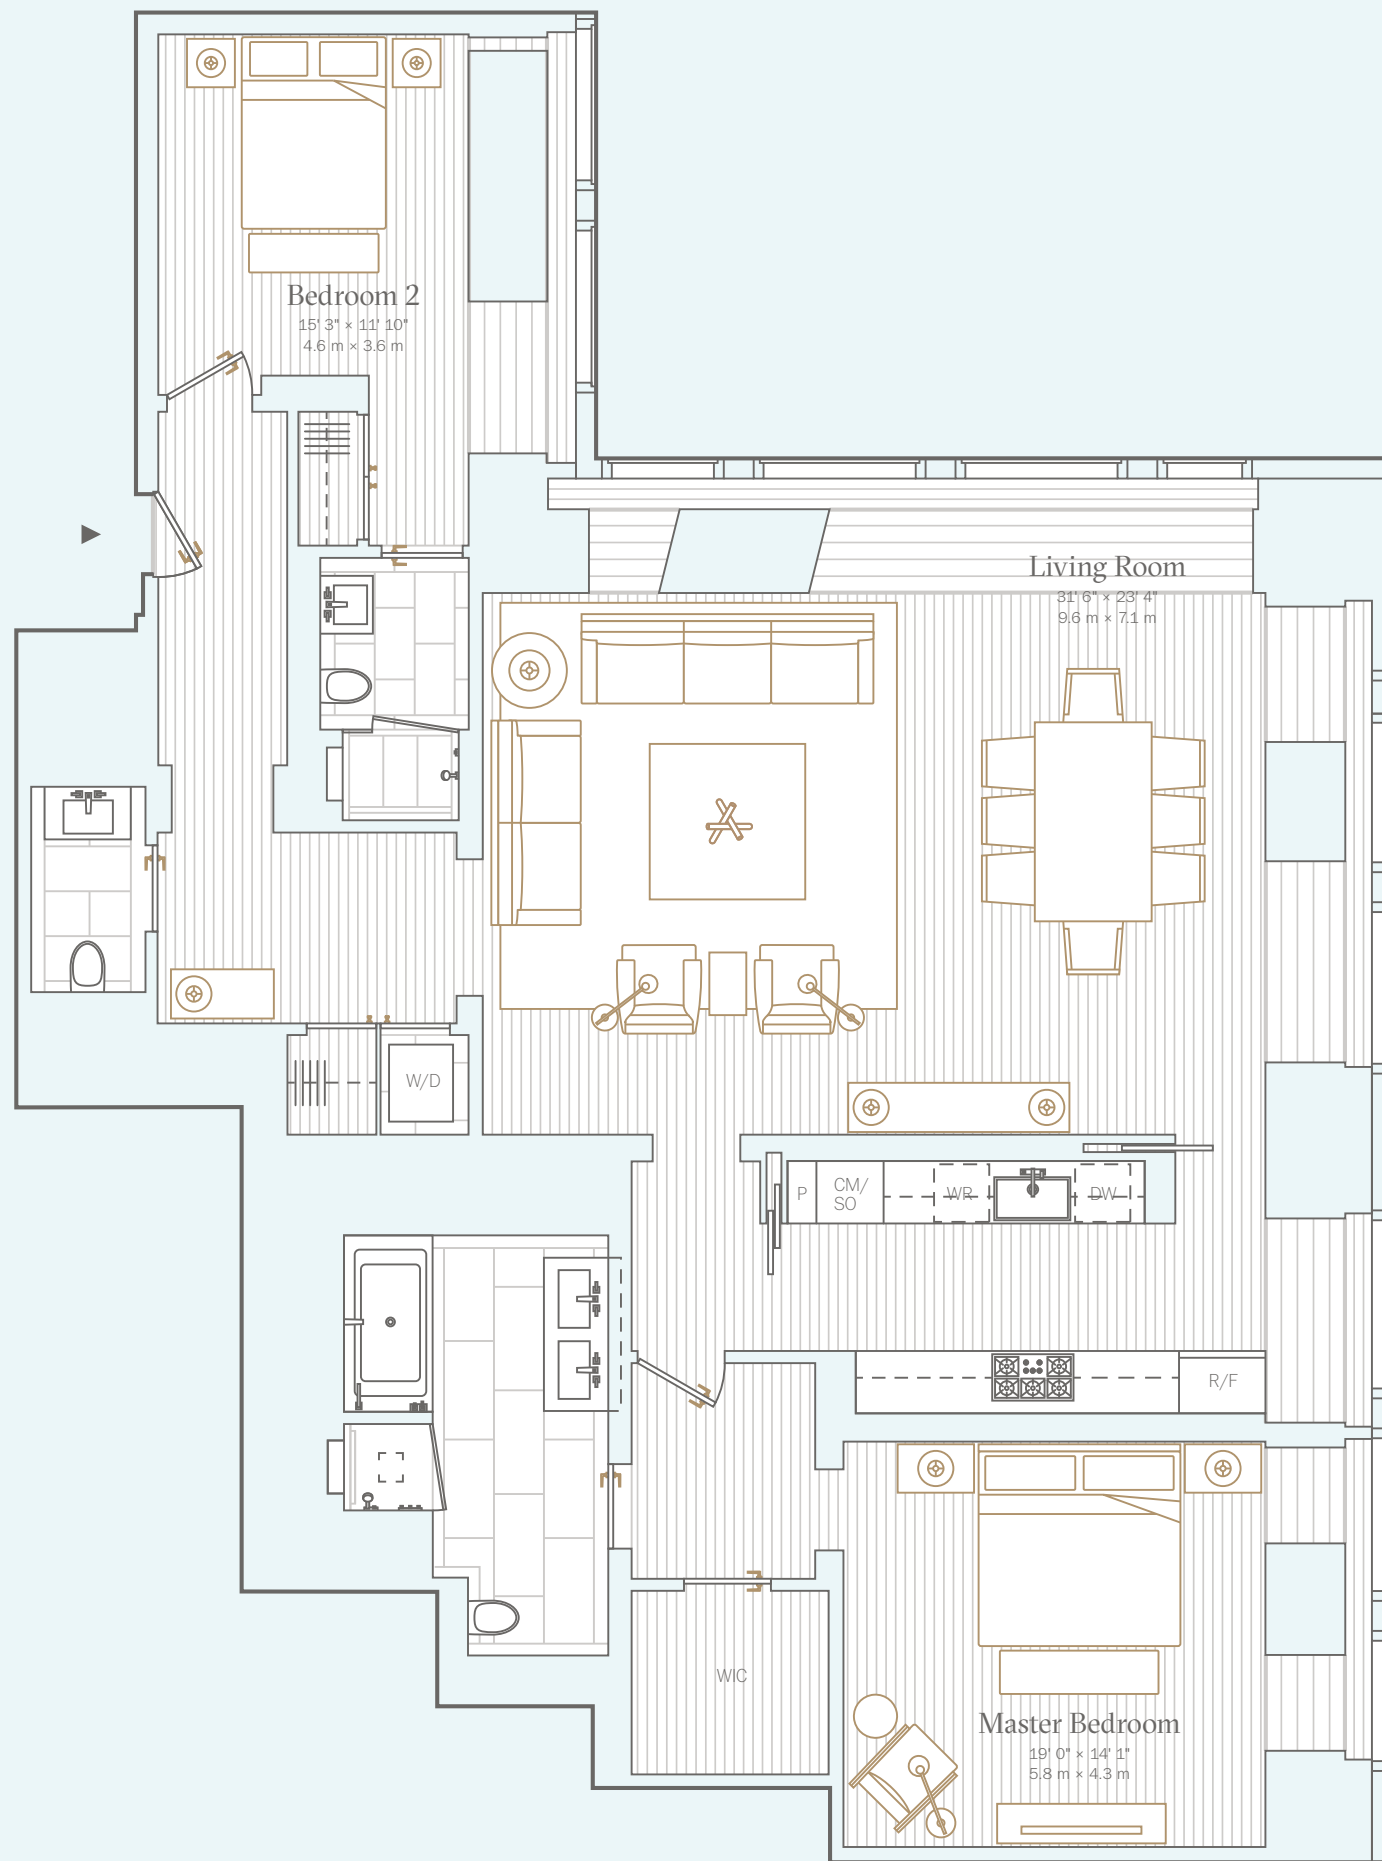 Bedroom 2
15' 3" × 11' 10"
4.6 m × 3.6 m
Living Room
31' 6" × 23' 4"
9.6 m × 7.1 m
W/D
P
CM/
SO
WR
DW
R/F
WIC
Master Bedroom
19' 0" × 14' 1"
5.8 m × 4.3 m